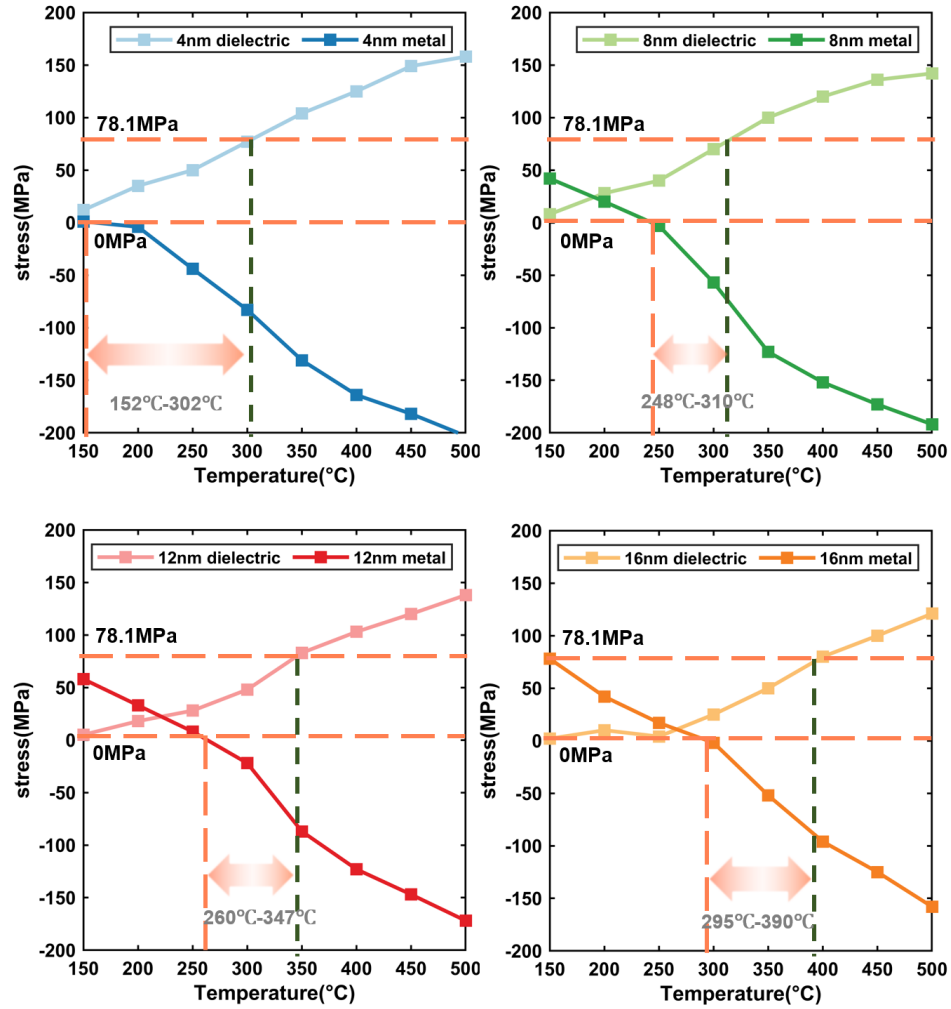 4nm dielectric 4nm metal
200
150
100
50
0
-50
-100
-150
-200
stress(MPa)
78.1MPa
0MPa
152℃-302℃
150 200 250 300 350 400 450 500
Temperature(°C)
8nm dielectric 8nm metal
200
150
100
50
0
-50
-100
-150
-200
stress(MPa)
78.1MPa
0MPa
248℃-310℃
150 200 250 300 350 400 450 500
Temperature(°C)
12nm dielectric 12nm metal
200
150
100
50
0
-50
-100
-150
-200
stress(MPa)
78.1MPa
0MPa
260℃-347℃
150 200 250 300 350 400 450 500
Temperature(°C)
16nm dielectric 16nm metal
200
150
100
50
0
-50
-100
-150
-200
stress(MPa)
78.1MPa
0MPa
295℃-390℃
150 200 250 300 350 400 450 500
Temperature(°C)